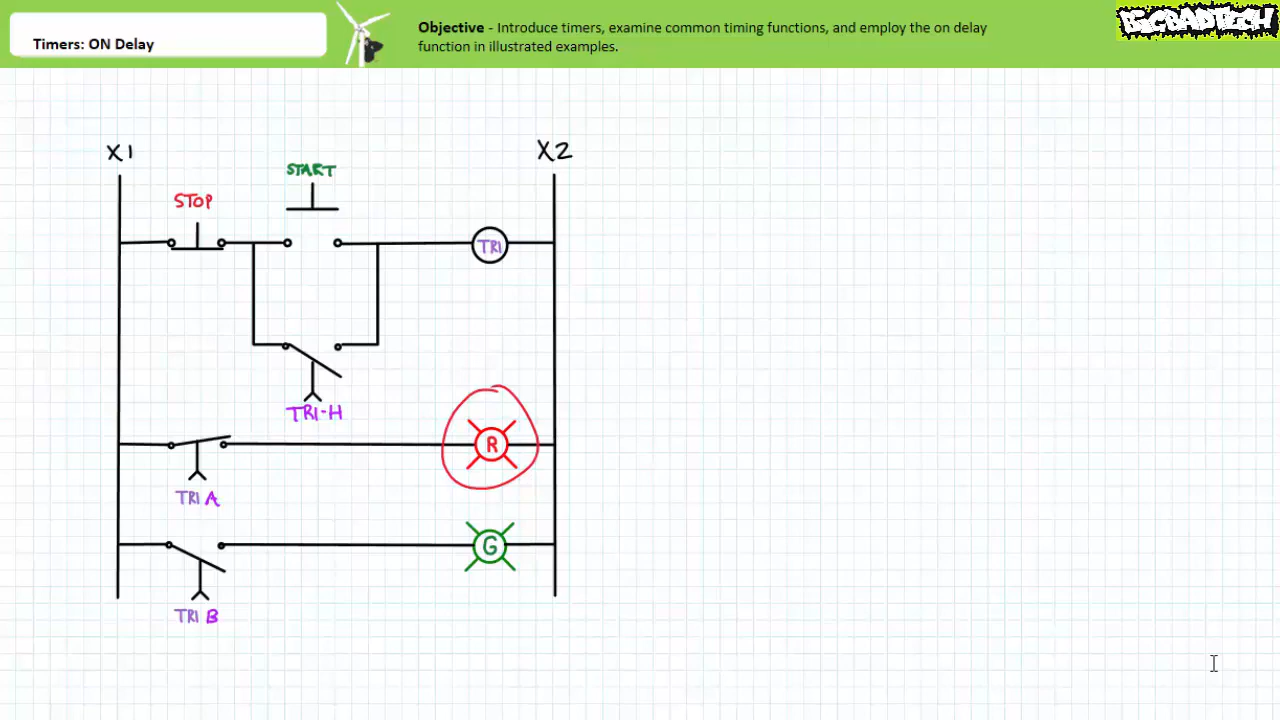 Timers: ON Delay
Objective - Introduce timers, examine common timing functions, and employ the on delay
function in illustrated examples.
BIGBADTECH
X1
X2
START
STOP
TR1
TR1-H
R
TR1 A
G
TR1 B